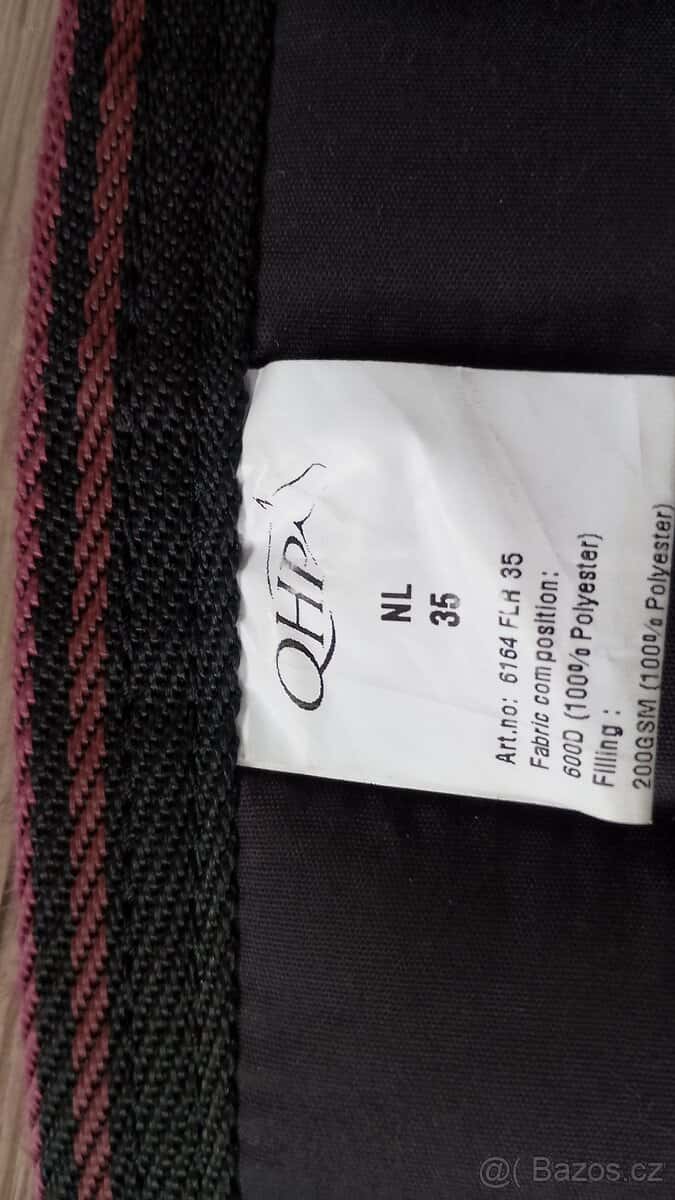 QHP
NL
35
Art.no: 6164 FLR 35
Fabric composition:
600D (100% Polyester)
Filling :
200GSM (100% Polyester)
@( Bazos.cz